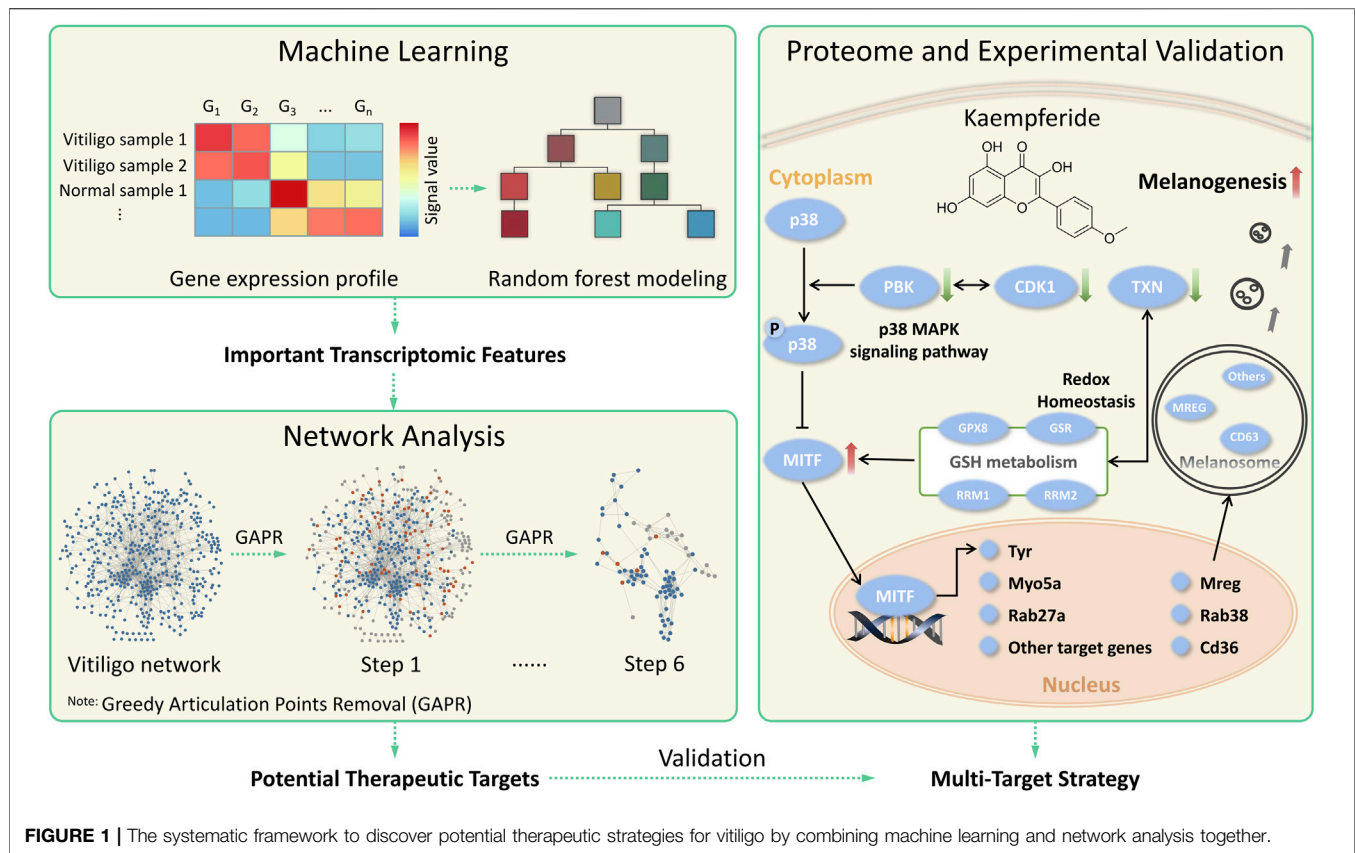 Machine Learning
G1 G2 G3 ... Gn
Vitiligo sample 1
Vitiligo sample 2
Normal sample 1
⋮
Signal value
Gene expression profile
Random forest modeling
Important Transcriptomic Features
Network Analysis
GAPR
GAPR
Vitiligo network
Step 1
......
Step 6
Note: Greedy Articulation Points Removal (GAPR)
Potential Therapeutic Targets
Validation
Multi-Target Strategy
Proteome and Experimental Validation
Kaempferide
OH
O
OH
HO
O
O
Cytoplasm
Melanogenesis
p38
PBK
CDK1
TXN
P
p38
p38 MAPK
signaling pathway
Redox
Homeostasis
Others
MREG
CD63
Melanosome
MITF
GPX8
GSR
GSH metabolism
RRM1
RRM2
MITF
Tyr
Myo5a
Rab27a
Other target genes
Mreg
Rab38
Cd36
Nucleus
FIGURE 1 | The systematic framework to discover potential therapeutic strategies for vitiligo by combining machine learning and network analysis together.